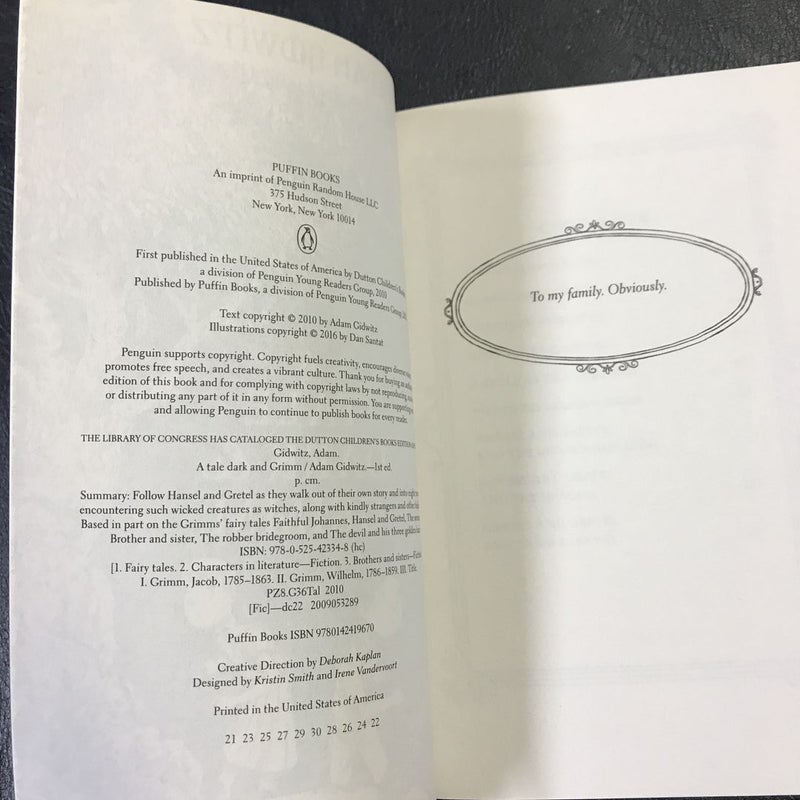 PUFFIN BOOKS
An imprint of Penguin Random House LLC
375 Hudson Street
New York, New York 10014
First published in the United States of America by Dutton Children's
a division of Penguin Young Readers Group, 2010
Published by Puffin Books, a division of Penguin Young Readers Group
Text copyright © 2010 by Adam Gidwitz
Illustrations copyright © 2016 by Dan Santat
Penguin supports copyright. Copyright fuels creativity, encourages diverse
promotes free speech, and creates a vibrant culture. Thank you for buying an
edition of this book and for complying with copyright laws by not reproducing,
or distributing any part of it in any form without permission. You are supporting
and allowing Penguin to continue to publish books for every reader.
THE LIBRARY OF CONGRESS HAS CATALOGED THE DUTTON CHILDREN'S BOOKS EDITION
Gidwitz, Adam.
A tale dark and Grimm / Adam Gidwitz.—1st ed.
p. cm.
Summary: Follow Hansel and Gretel as they walk out of their own story and into eight
encountering such wicked creatures as witches, along with kindly strangers and other
Based in part on the Grimms' fairy tales Faithful Johannes, Hansel and Gretel, The
Brother and sister, The robber bridegroom, and The devil and his three golden
ISBN: 978-0-525-42334-8 (hc)
[1. Fairy tales. 2. Characters in literature—Fiction. 3. Brothers and sisters—Fictio
I. Grimm, Jacob, 1785–1863. II. Grimm, Wilhelm, 1786–1859. III. Title.
PZ8.G36Tal 2010
[Fic]—dc22 2009053289
Puffin Books ISBN 9780142419670
Creative Direction by Deborah Kaplan
Designed by Kristin Smith and Irene Vandervoort
Printed in the United States of America
21 23 25 27 29 30 28 26 24 22
To my family. Obviously.